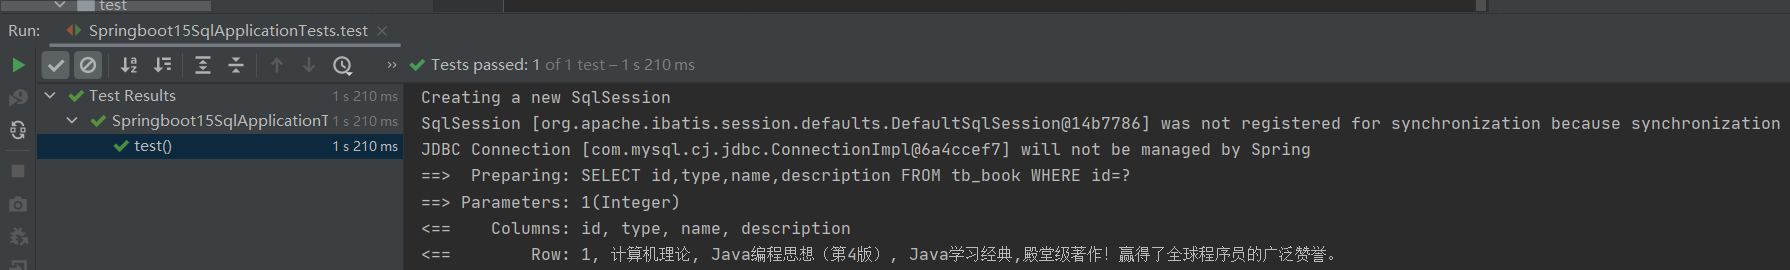 test
Run: Springboot15SqlApplicationTests.test
Tests passed: 1 of 1 test – 1 s 210 ms
Test Results 1 s 210 ms
Springboot15SqlApplicationT 1 s 210 ms
test() 1 s 210 ms
Creating a new SqlSession
SqlSession [org.apache.ibatis.session.defaults.DefaultSqlSession@14b7786] was not registered for synchronization because synchronization
JDBC Connection [com.mysql.cj.jdbc.ConnectionImpl@6a4ccef7] will not be managed by Spring
==>  Preparing: SELECT id,type,name,description FROM tb_book WHERE id=?
==> Parameters: 1(Integer)
<==    Columns: id, type, name, description
<==        Row: 1, 计算机理论, Java编程思想（第4版）, Java学习经典,殿堂级著作！赢得了全球程序员的广泛赞誉。